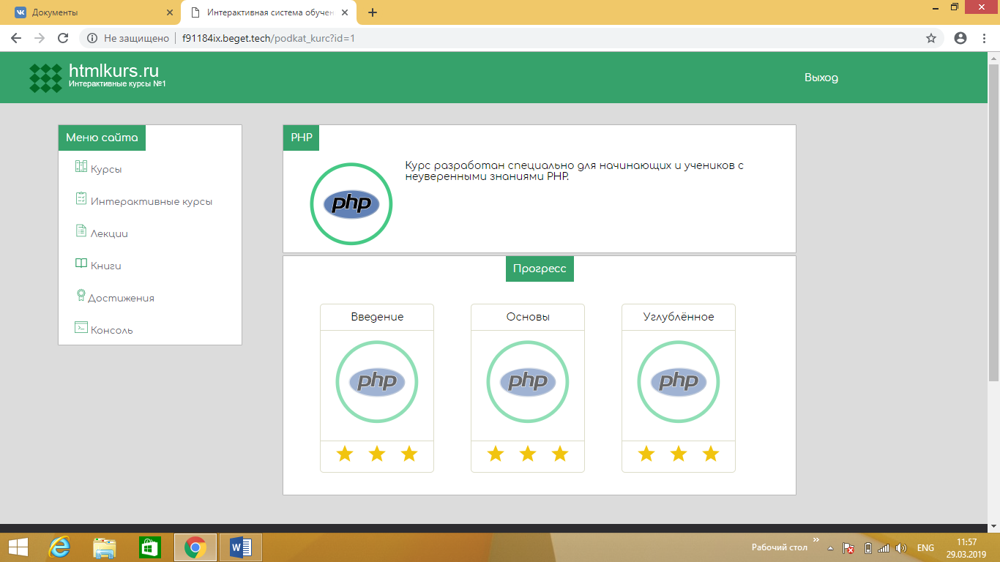 Документы
Интерактивная система обучен
Не защищено
f91184ix.beget.tech/podkat_kurc?id=1
htmlkurs.ru
Интерактивные курсы №1
Выход
Меню сайта
Курсы
Интерактивные курсы
Лекции
Книги
Достижения
Консоль
PHP
php
Курс разработан специально для начинающих и учеников с
неуверенными знаниями PHP.
Прогресс
Введение
Основы
Углублённое
php
php
php
Рабочий стол
ENG
11:57
29.03.2019